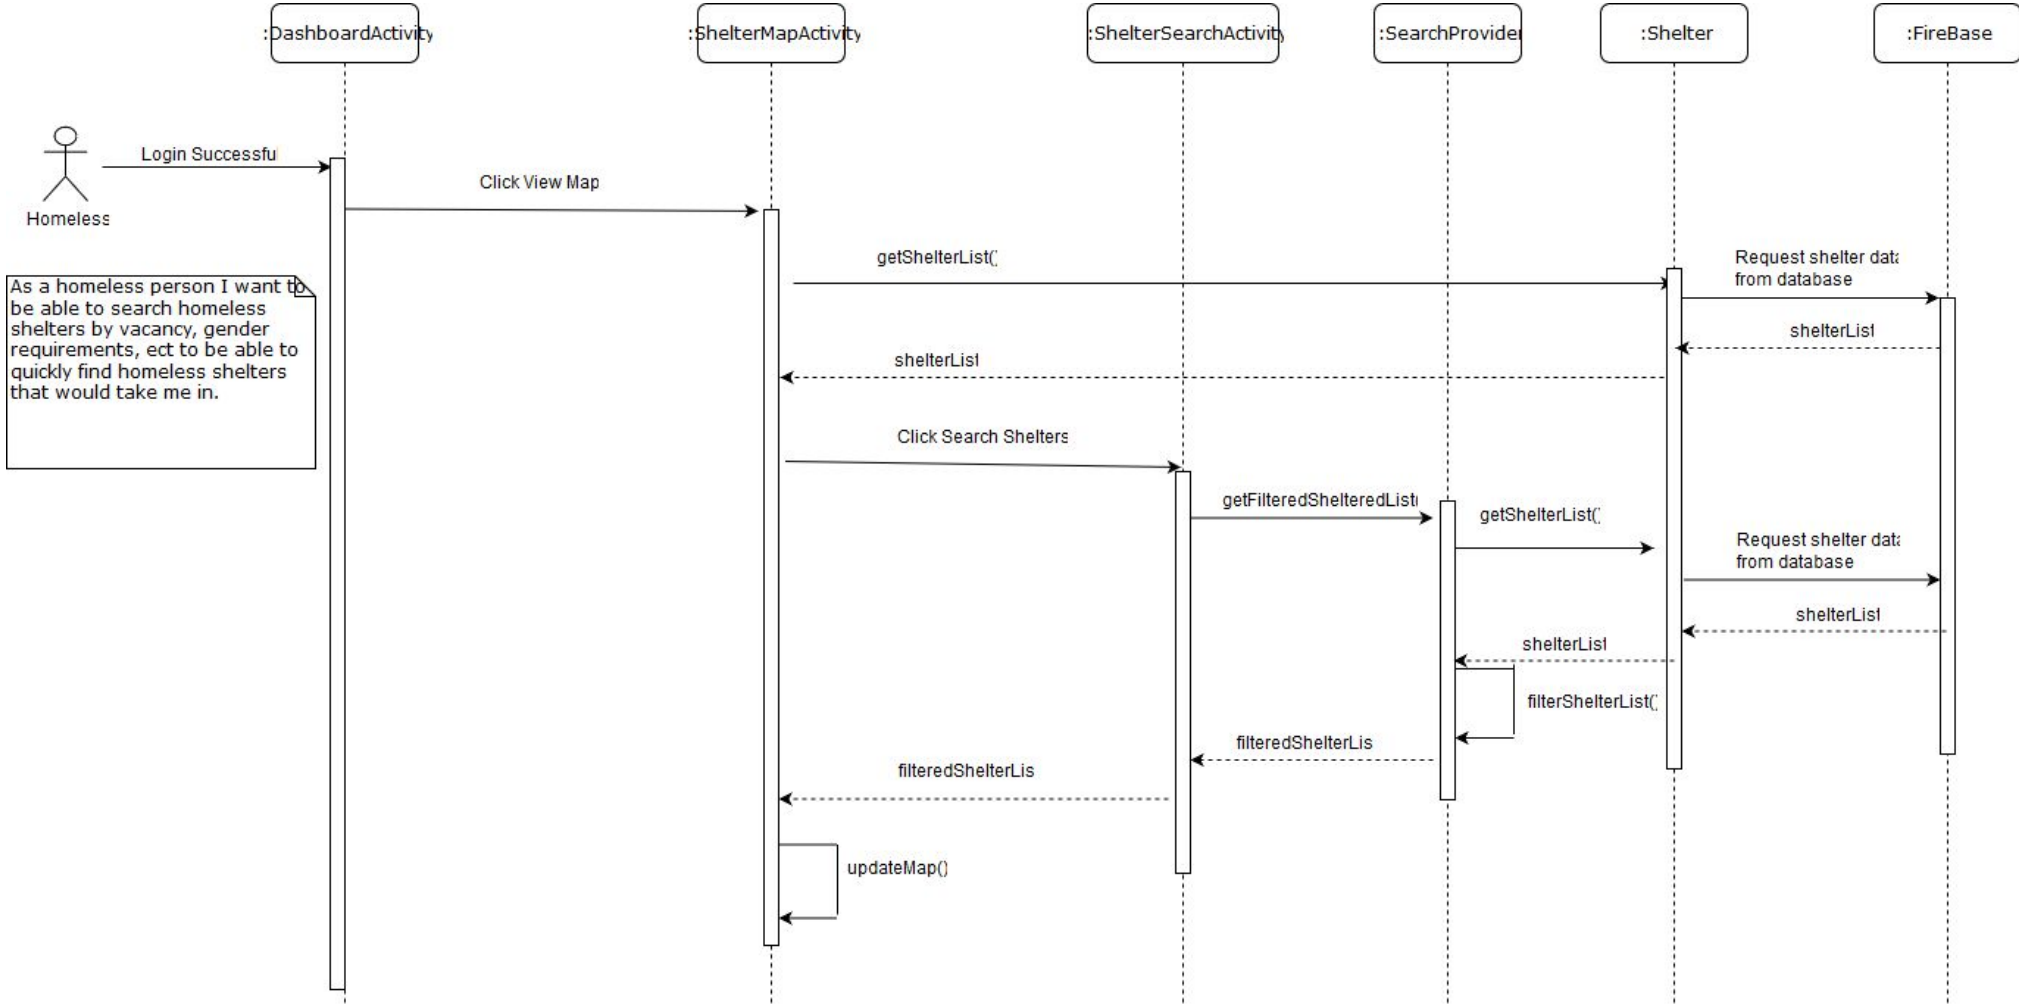 :DashboardActivity
:ShelterMapActivity
:ShelterSearchActivity
:SearchProvider
:Shelter
:FireBase
Login Successfu
Click View Map
Homeless
getShelterList()
Request shelter data
from database
As a homeless person I want to
be able to search homeless
shelters by vacancy, gender
requirements, ect to be able to
quickly find homeless shelters
that would take me in.
shelterList
shelterList
Click Search Shelters
getFilteredShelteredList(
getShelterList()
Request shelter data
from database
shelterList
shelterList
filterShelterList()
filteredShelterLis
filteredShelterLis
updateMap()